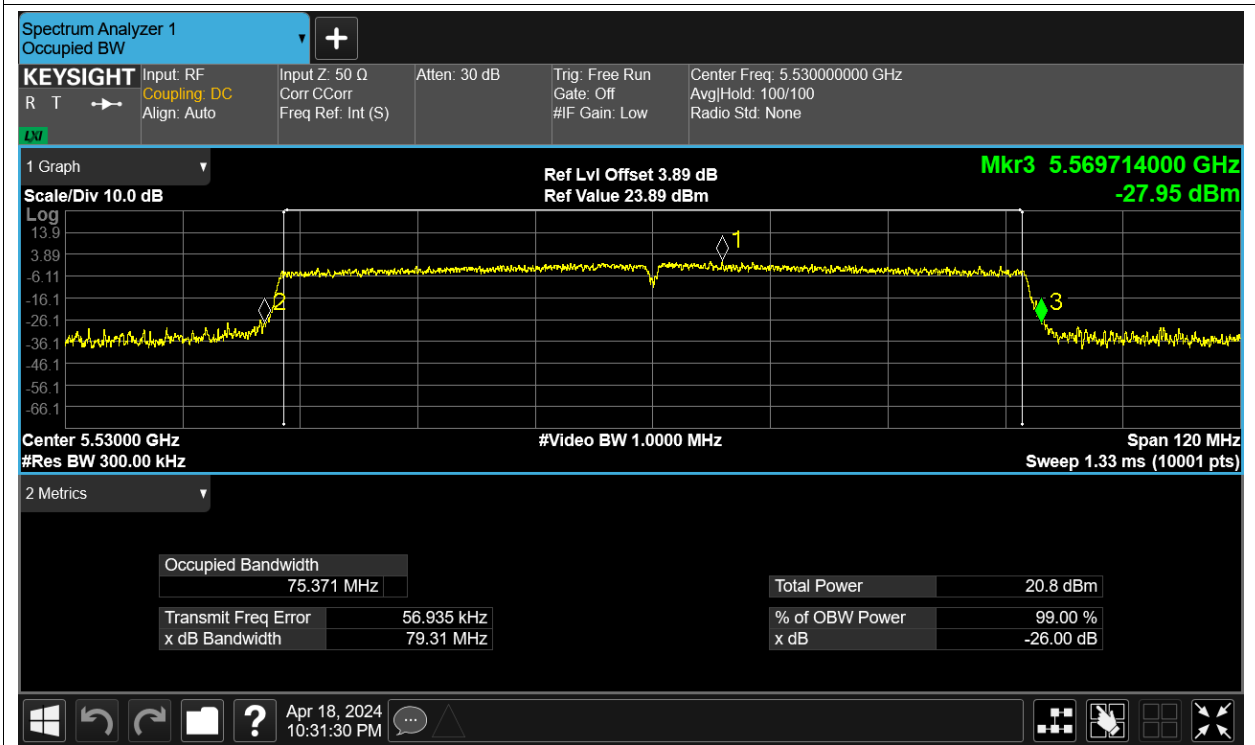 Spectrum Analyzer 1
Occupied BW
KEYSIGHT
R T
LXI
Input: RF
Coupling: DC
Align: Auto
Input Z: 50 Ω
Corr CCorr
Freq Ref: Int (S)
Atten: 30 dB
Trig: Free Run
Gate: Off
#IF Gain: Low
Center Freq: 5.530000000 GHz
Avg|Hold: 100/100
Radio Std: None
1 Graph
Scale/Div 10.0 dB
Ref Lvl Offset 3.89 dB
Ref Value 23.89 dBm
Mkr3 5.569714000 GHz
-27.95 dBm
Log
13.9
3.89
-6.11
-16.1
-26.1
-36.1
-46.1
-56.1
-66.1
1
2
3
Center 5.53000 GHz
#Video BW 1.0000 MHz
Span 120 MHz
#Res BW 300.00 kHz
Sweep 1.33 ms (10001 pts)
2 Metrics
Occupied Bandwidth
75.371 MHz
Total Power 20.8 dBm
Transmit Freq Error 56.935 kHz
% of OBW Power 99.00 %
x dB Bandwidth 79.31 MHz
x dB -26.00 dB
?
Apr 18, 2024
10:31:30 PM